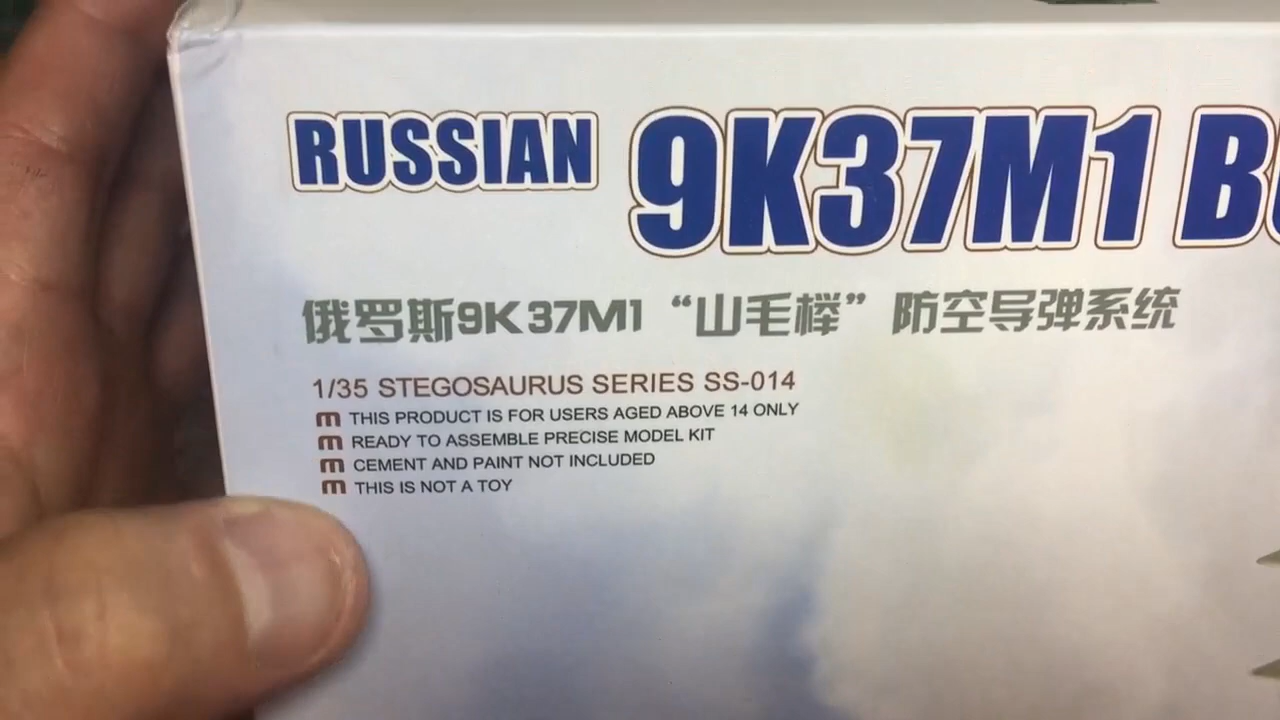 RUSSIAN 9K37M1 B
俄罗斯9K37M1 “山毛榉” 防空导弹系统
1/35 STEGOSAURUS SERIES SS-014
m THIS PRODUCT IS FOR USERS AGED ABOVE 14 ONLY
m READY TO ASSEMBLE PRECISE MODEL KIT
m CEMENT AND PAINT NOT INCLUDED
m THIS IS NOT A TOY